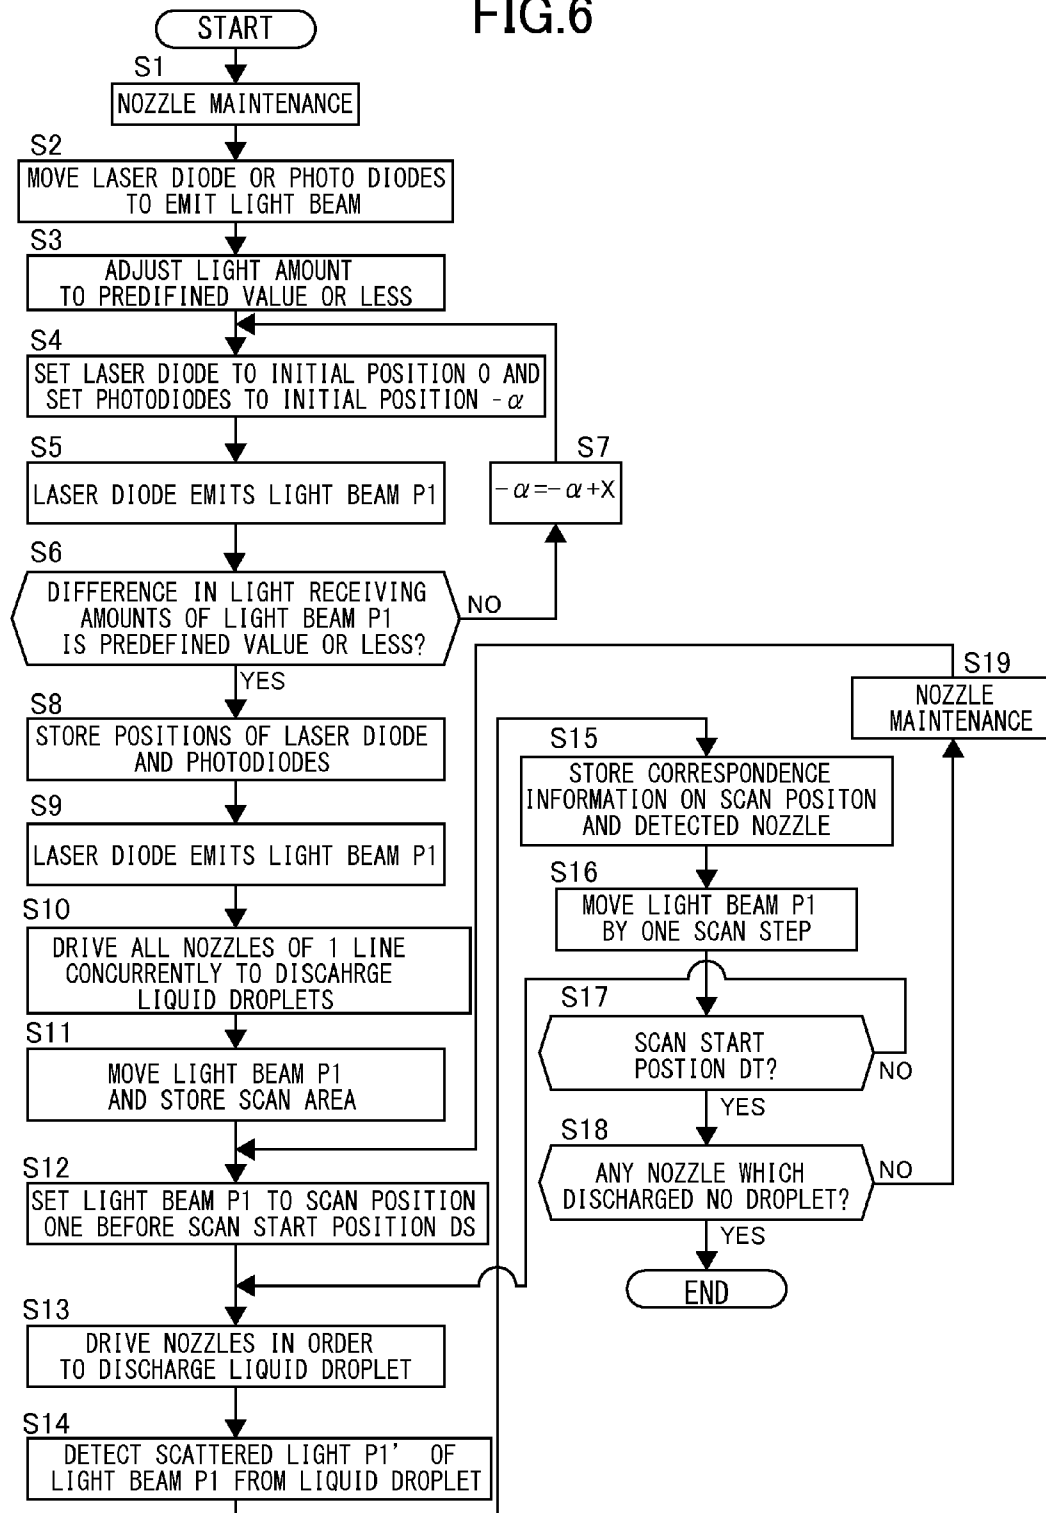 FIG.6
START
S1
NOZZLE MAINTENANCE
S2
MOVE LASER DIODE OR PHOTO DIODES
TO EMIT LIGHT BEAM
S3
ADJUST LIGHT AMOUNT
TO PREDIFINED VALUE OR LESS
S4
SET LASER DIODE TO INITIAL POSITION 0 AND
SET PHOTODIODES TO INITIAL POSITION -α
S5
LASER DIODE EMITS LIGHT BEAM P1
S7
-α=-α+X
S6
DIFFERENCE IN LIGHT RECEIVING
AMOUNTS OF LIGHT BEAM P1
IS PREDEFINED VALUE OR LESS?
NO
YES
S8
STORE POSITIONS OF LASER DIODE
AND PHOTODIODES
S9
LASER DIODE EMITS LIGHT BEAM P1
S10
DRIVE ALL NOZZLES OF 1 LINE
CONCURRENTLY TO DISCAHRGE
LIQUID DROPLETS
S11
MOVE LIGHT BEAM P1
AND STORE SCAN AREA
S12
SET LIGHT BEAM P1 TO SCAN POSITION
ONE BEFORE SCAN START POSITION DS
S13
DRIVE NOZZLES IN ORDER
TO DISCHARGE LIQUID DROPLET
S14
DETECT SCATTERED LIGHT P1' OF
LIGHT BEAM P1 FROM LIQUID DROPLET
S15
STORE CORRESPONDENCE
INFORMATION ON SCAN POSITON
AND DETECTED NOZZLE
S16
MOVE LIGHT BEAM P1
BY ONE SCAN STEP
S17
SCAN START
POSTION DT?
NO
YES
S18
ANY NOZZLE WHICH
DISCHARGED NO DROPLET?
NO
YES
END
S19
NOZZLE
MAINTENANCE